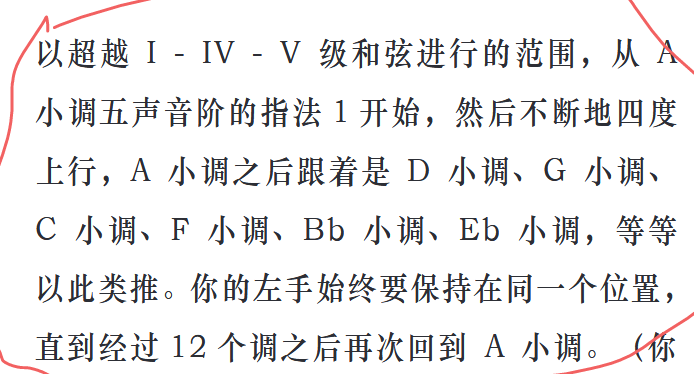 以超越 I - IV - V 级和弦进行的范围，从 A
小调五声音阶的指法 1 开始，然后不断地四度
上行，A 小调之后跟着是 D 小调、G 小调、
C 小调、F 小调、Bb 小调、Eb 小调，等等
以此类推。你的左手始终要保持在同一个位置，
直到经过 12 个调之后再次回到 A 小调。（你